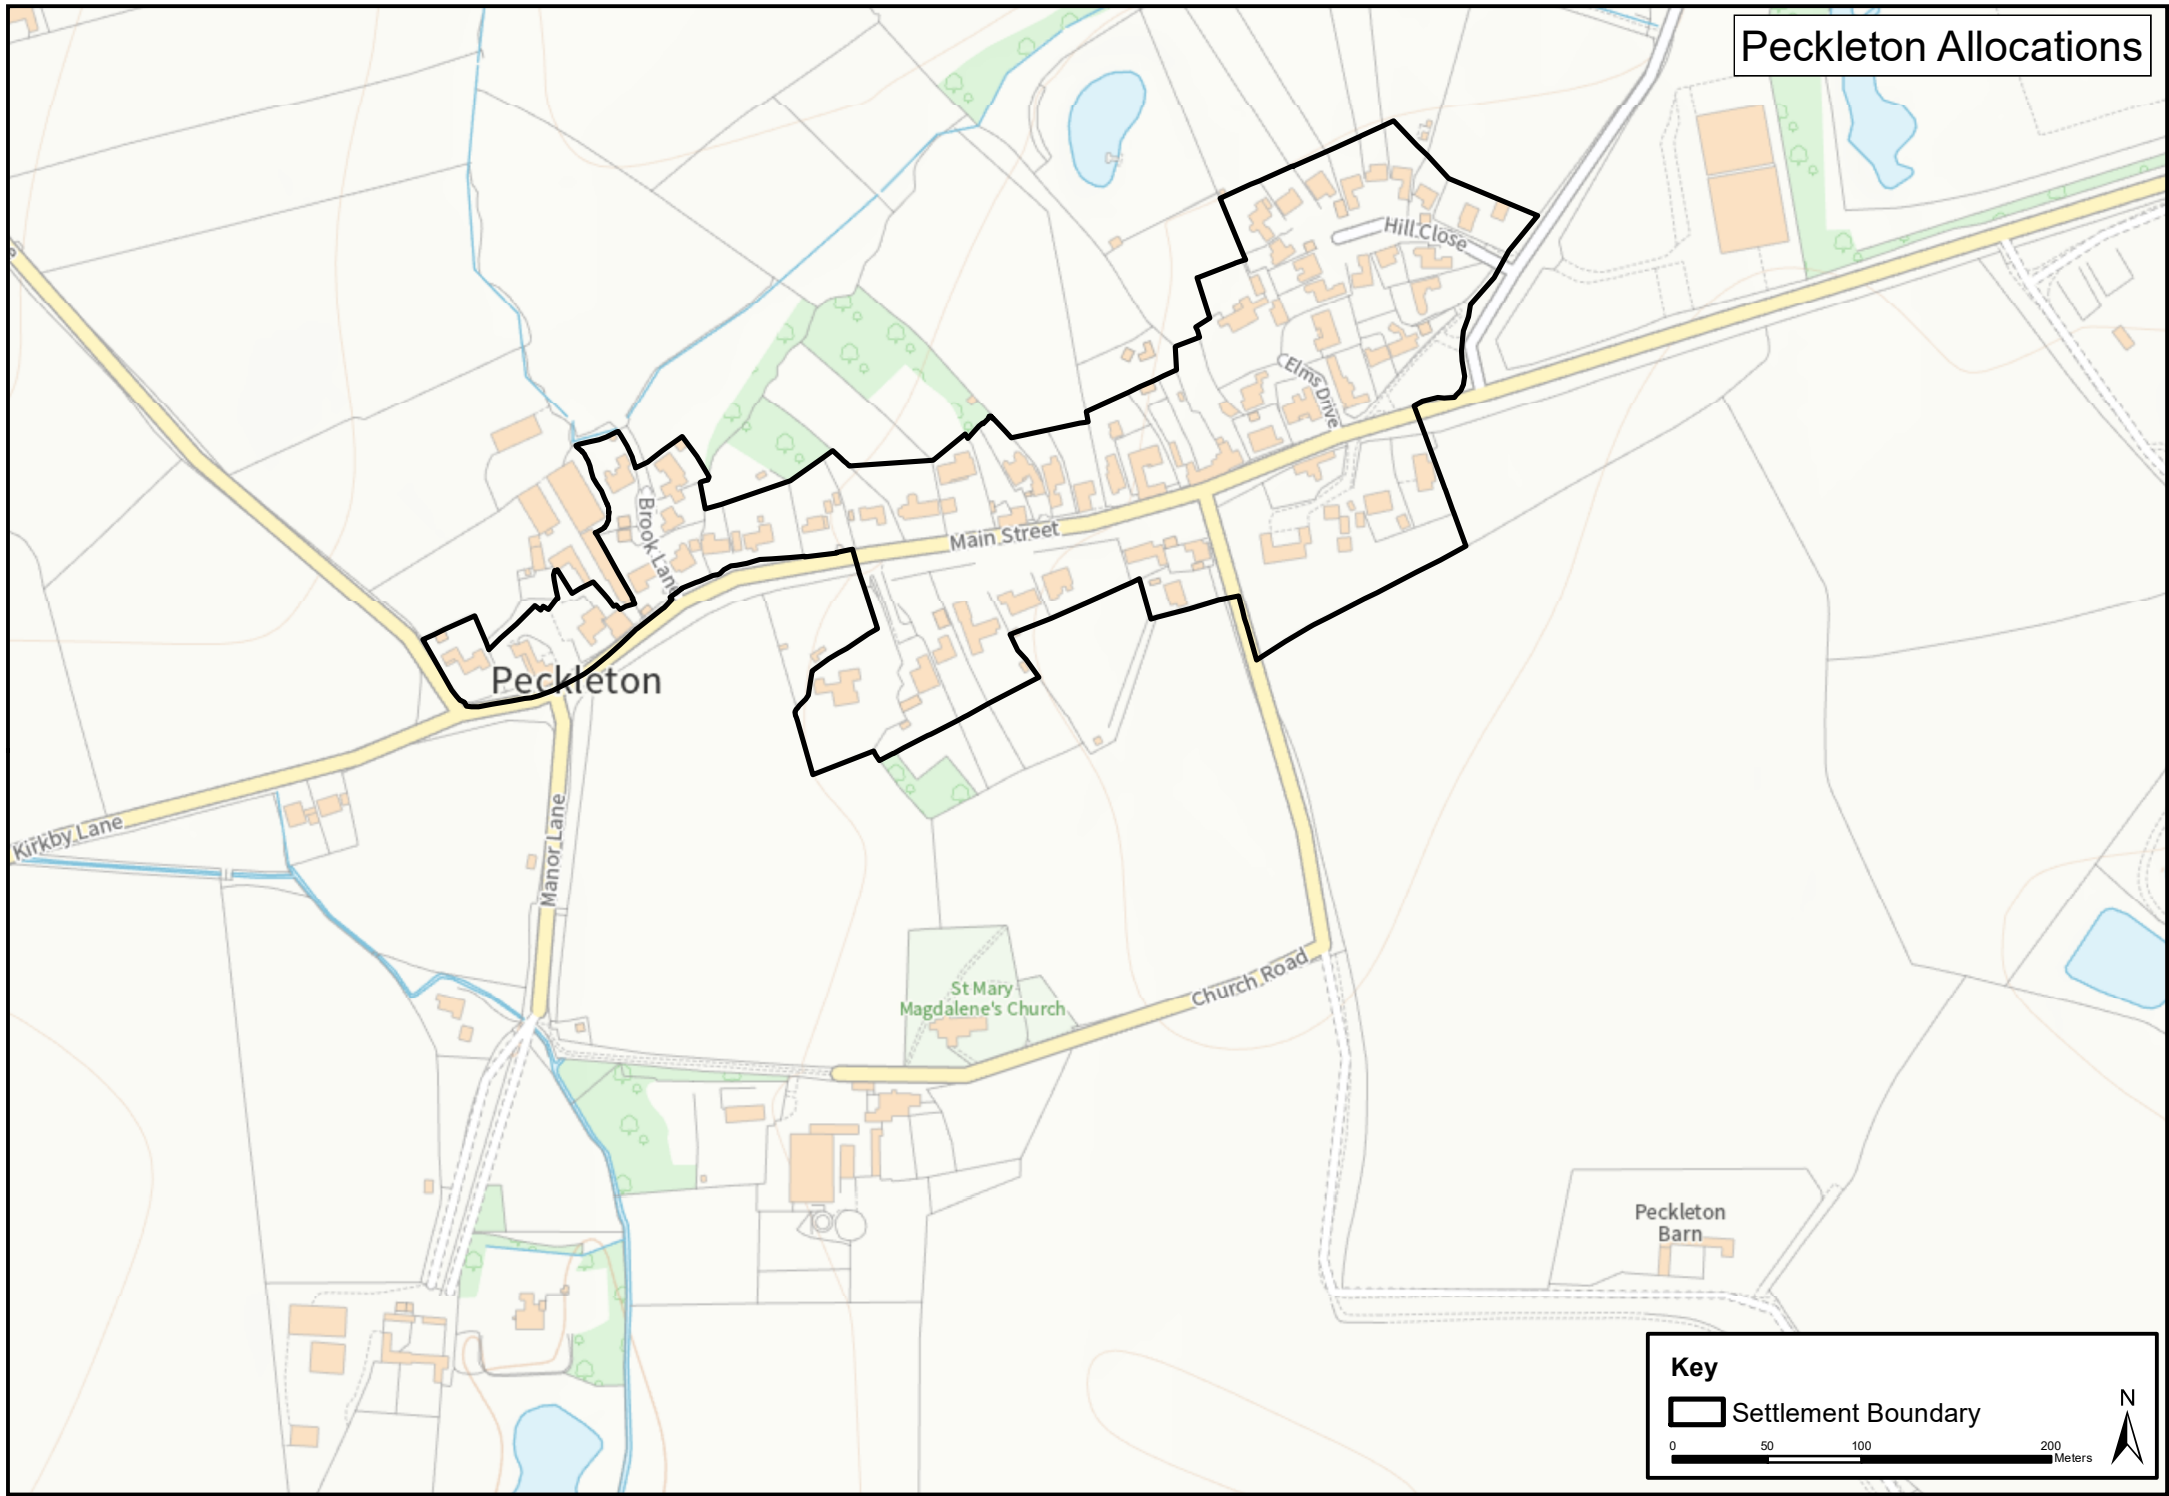 Peckleton Allocations
Hill Close
Elms Drive
Brook Lane
Main Street
Peckleton
Kirkby Lane
Manor Lane
St Mary
Magdalene's Church
Church Road
Peckleton
Barn
Key
Settlement Boundary
N
0 50 100 200
Meters